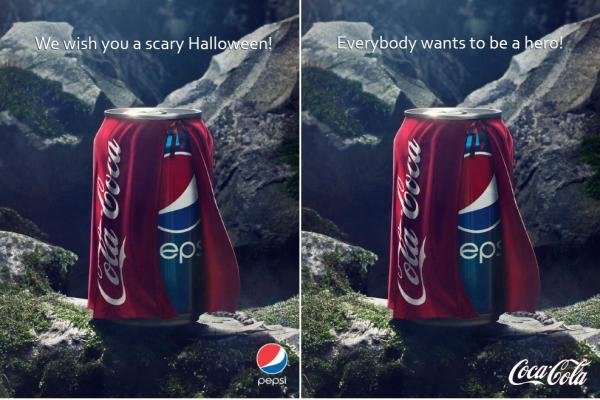 We wish you a scary Halloween!
Cola Coca
eps
pepsi
Everybody wants to be a hero!
Cola Coca
eps
Coca-Cola